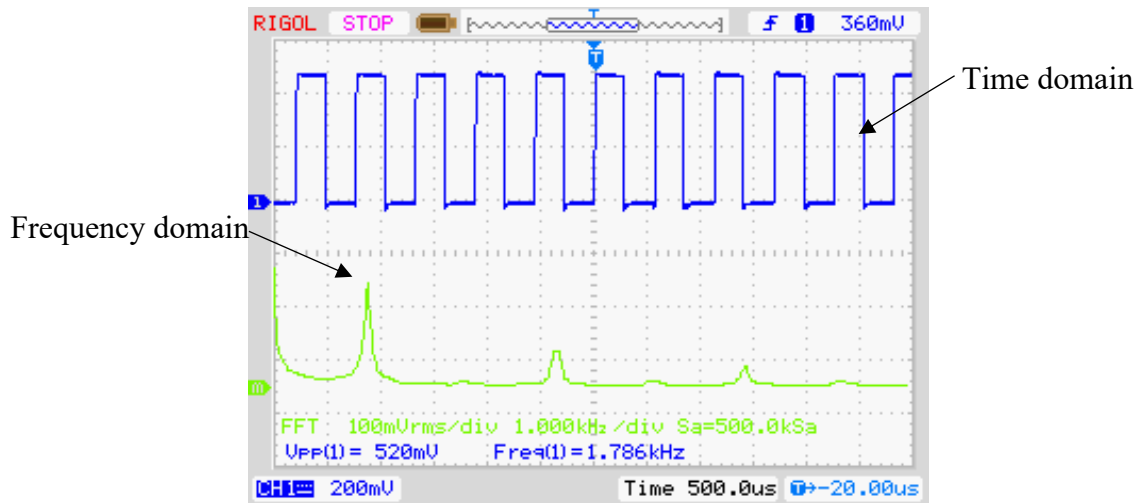 RIGOL STOP T f 1 360mV
T
Time domain
1
Frequency domain
M
FFT 100mVrms/div 1.000kHz/div Sa=500.0kSa
Vpp(1)= 520mV Freq(1)=1.786kHz
CH1 200mV Time 500.0us T→-20.00us